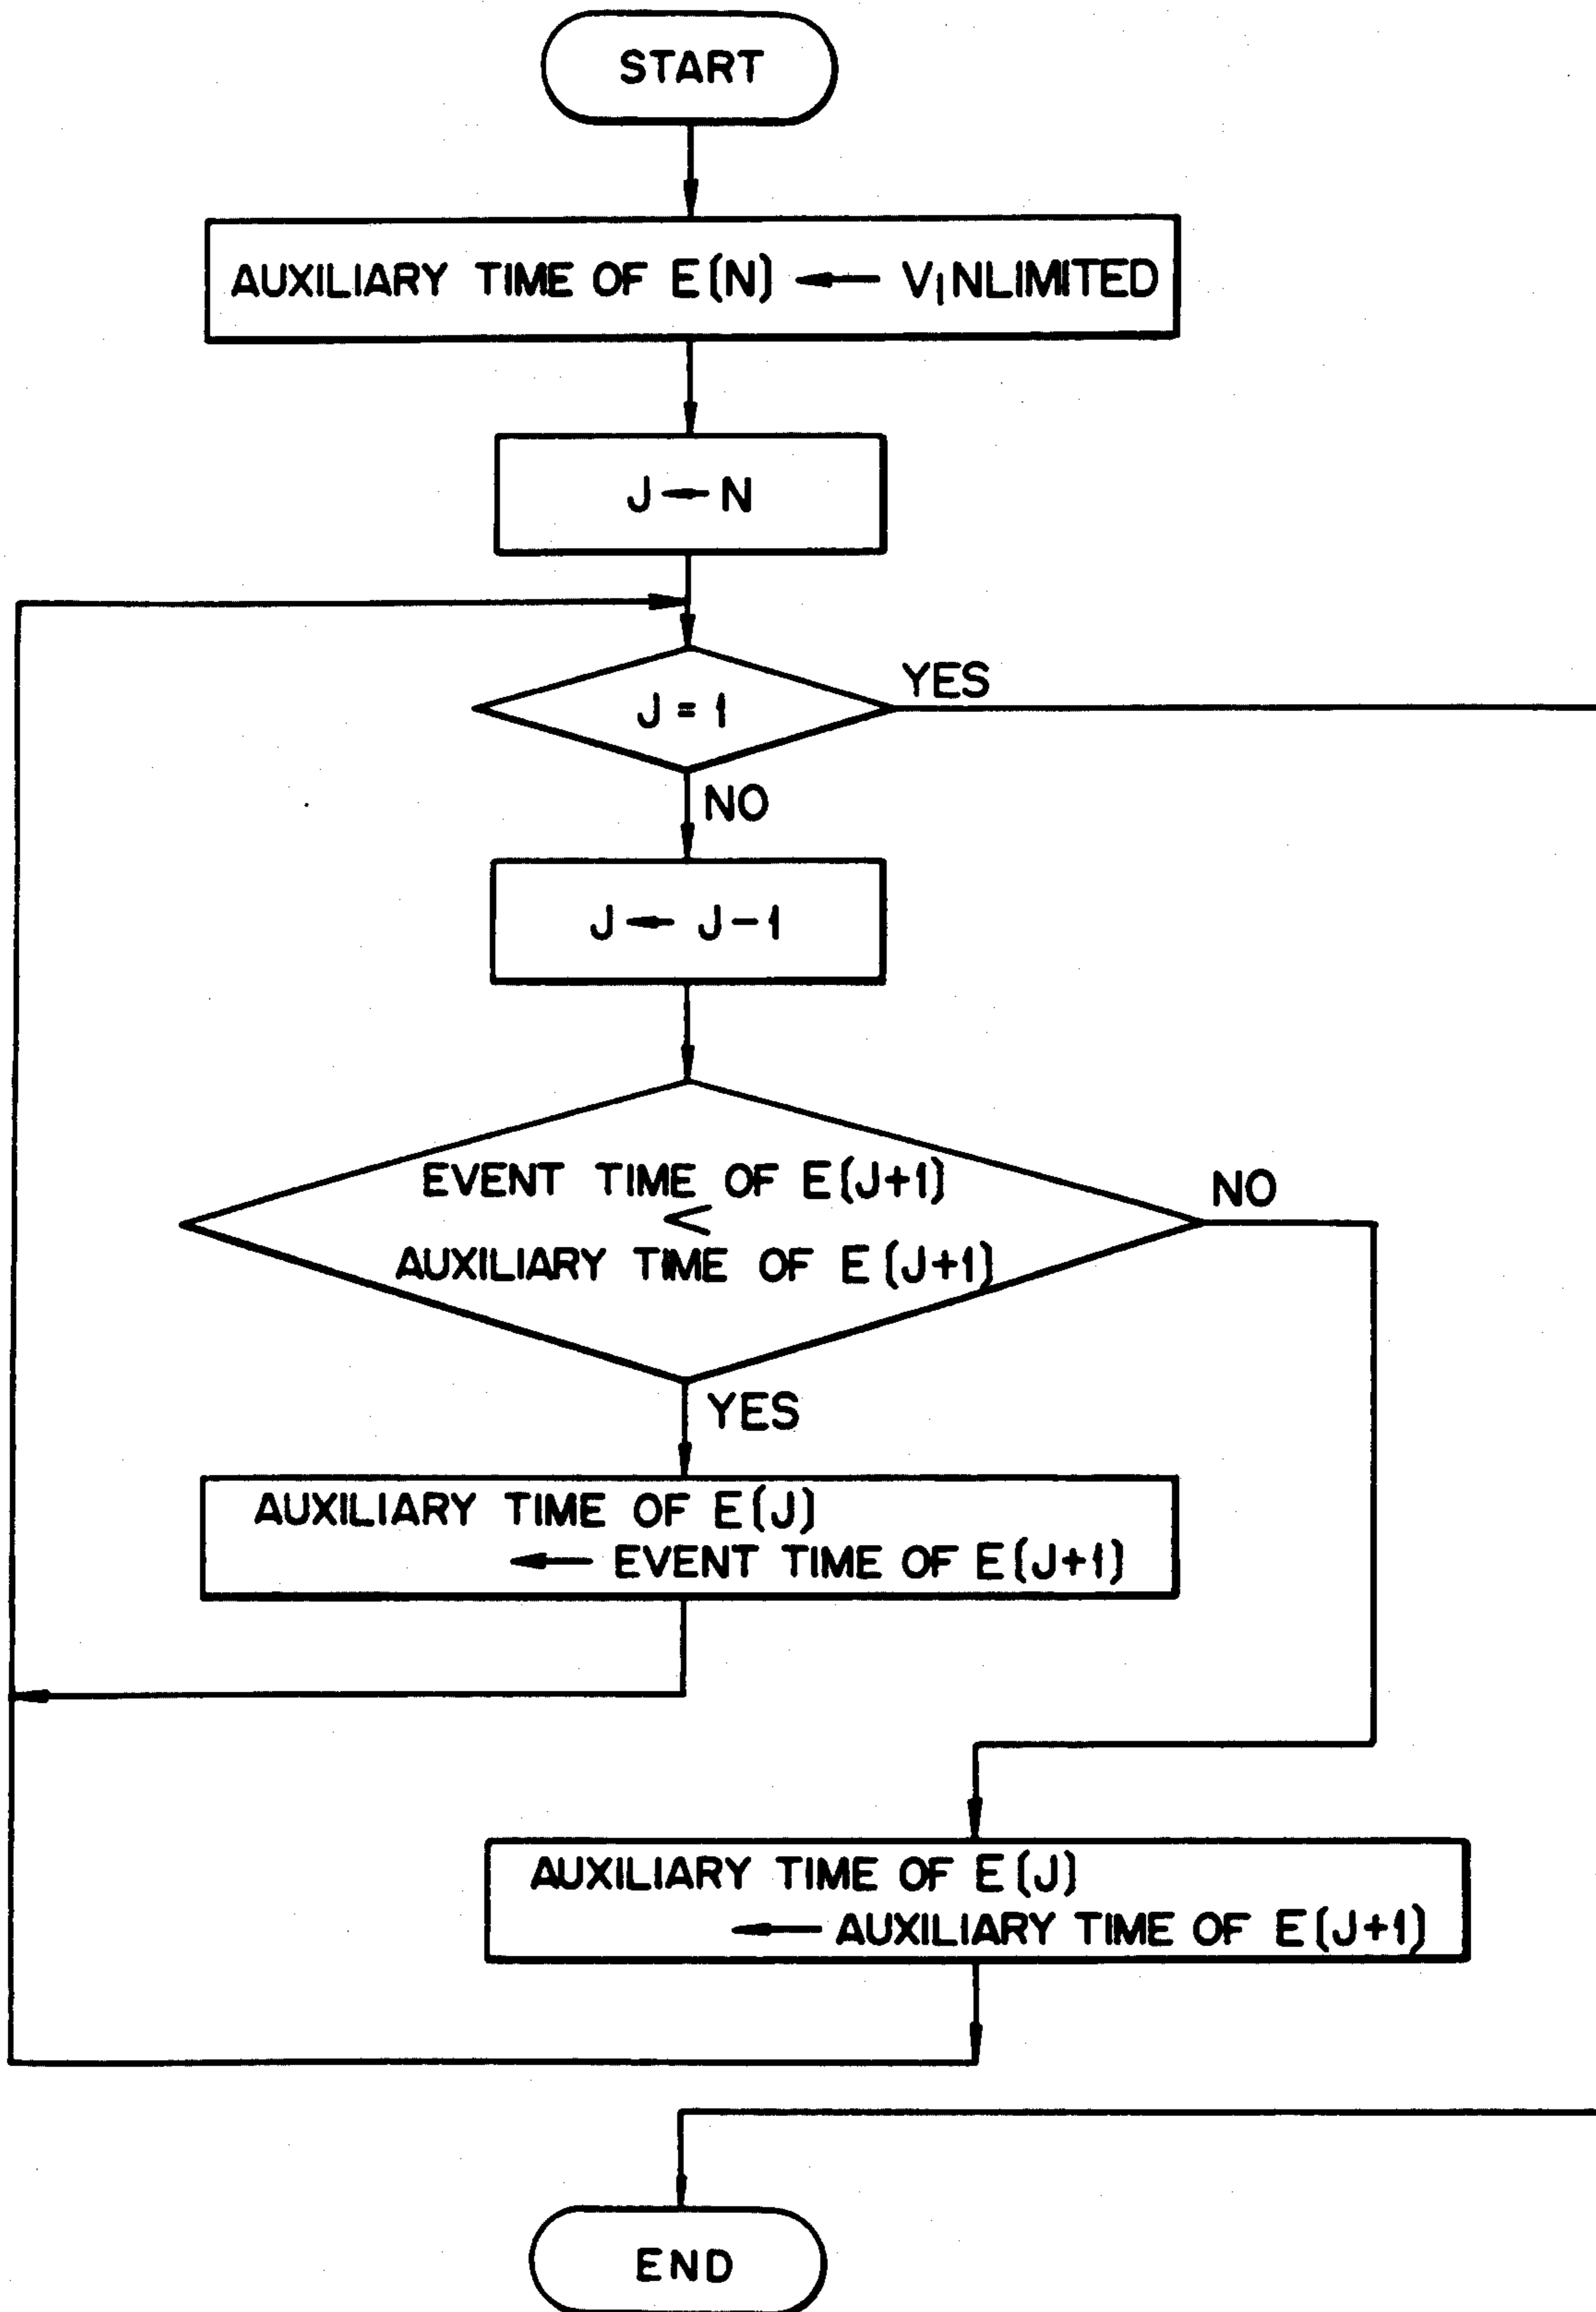 START
AUXILIARY TIME OF E(N) ← V1NLIMITED
J ← N
J = 1
YES
NO
J ← J-1
EVENT TIME OF E(J+1)
<
AUXILIARY TIME OF E(J+1)
NO
YES
AUXILIARY TIME OF E(J)
← EVENT TIME OF E(J+1)
AUXILIARY TIME OF E(J)
← AUXILIARY TIME OF E(J+1)
END